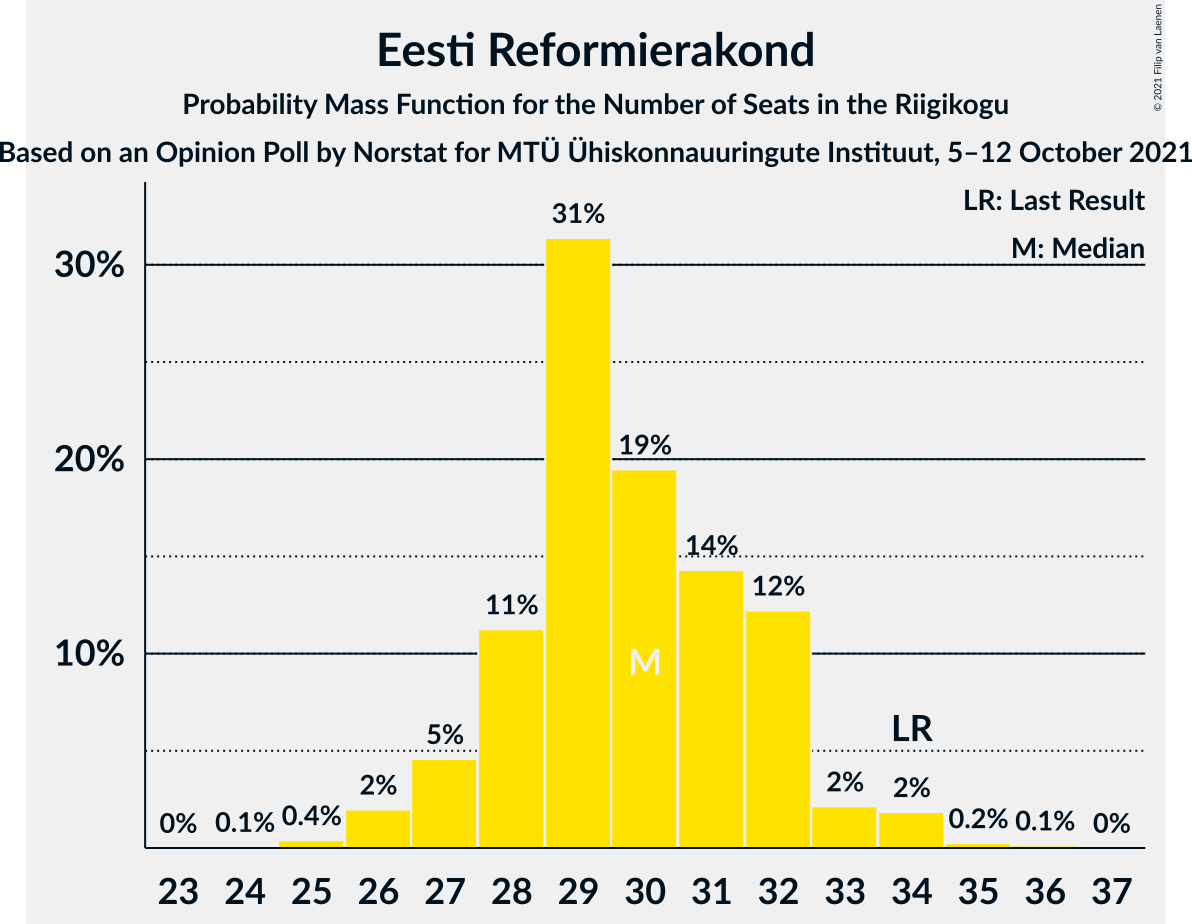 Eesti Reformierakond
Probability Mass Function for the Number of Seats in the Riigikogu
Based on an Opinion Poll by Norstat for MTÜ Ühiskonnauuringute Instituut, 5–12 October 2021
© 2021 Filip van Laenen
LR: Last Result
M: Median
30%
20%
10%
0%
0.1%
0.4%
2%
5%
11%
31%
19%
14%
12%
2%
2%
0.2%
0.1%
0%
M
LR
23 24 25 26 27 28 29 30 31 32 33 34 35 36 37